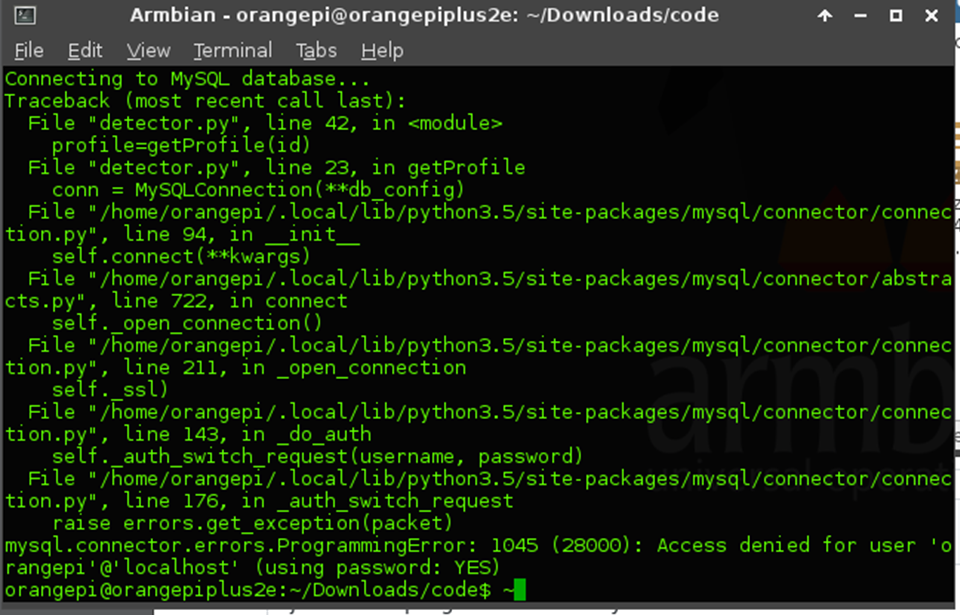 Armbian - orangepi@orangepiplus2e: ~/Downloads/code
File Edit View Terminal Tabs Help
Connecting to MySQL database...
Traceback (most recent call last):
  File "detector.py", line 42, in <module>
    profile=getProfile(id)
  File "detector.py", line 23, in getProfile
    conn = MySQLConnection(**db_config)
  File "/home/orangepi/.local/lib/python3.5/site-packages/mysql/connector/connec
tion.py", line 94, in __init__
    self.connect(**kwargs)
  File "/home/orangepi/.local/lib/python3.5/site-packages/mysql/connector/abstra
cts.py", line 722, in connect
    self._open_connection()
  File "/home/orangepi/.local/lib/python3.5/site-packages/mysql/connector/connec
tion.py", line 211, in _open_connection
    self._ssl)
  File "/home/orangepi/.local/lib/python3.5/site-packages/mysql/connector/connec
tion.py", line 143, in _do_auth
    self._auth_switch_request(username, password)
  File "/home/orangepi/.local/lib/python3.5/site-packages/mysql/connector/connec
tion.py", line 176, in _auth_switch_request
    raise errors.get_exception(packet)
mysql.connector.errors.ProgrammingError: 1045 (28000): Access denied for user 'o
rangepi'@'localhost' (using password: YES)
orangepi@orangepiplus2e:~/Downloads/code$ ~
armb